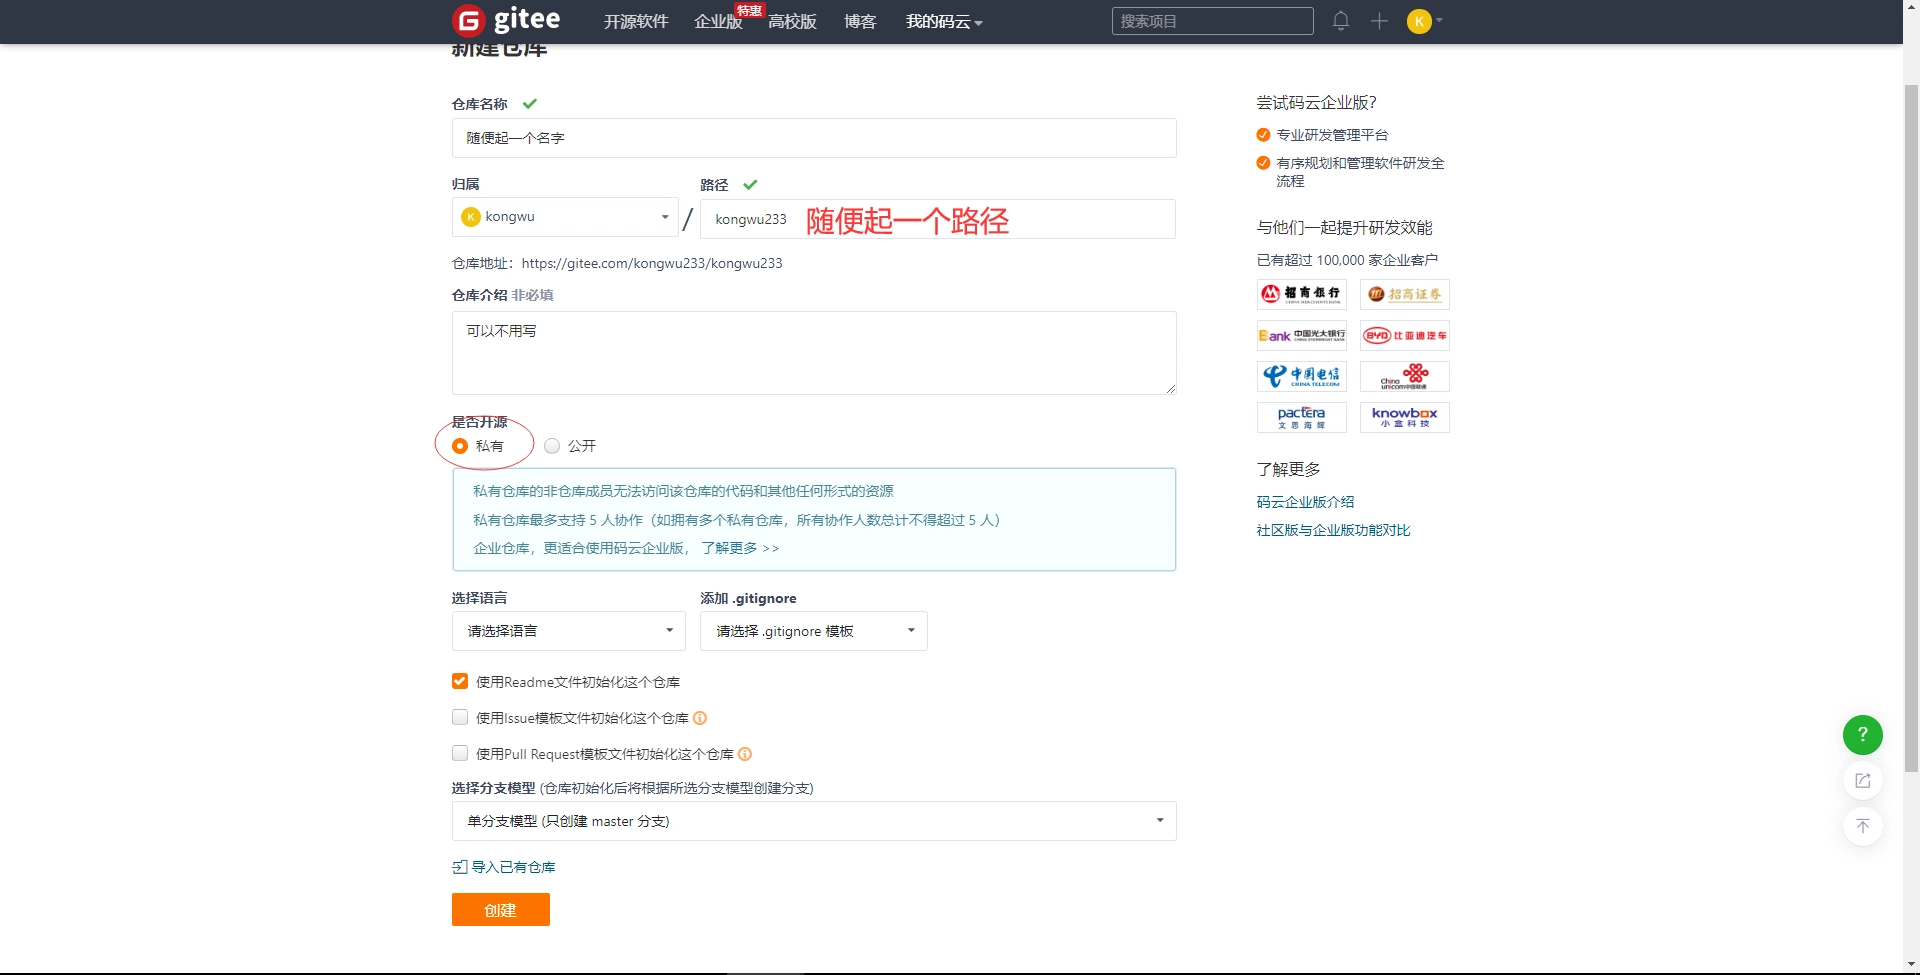 gitee
开源软件
企业版
特惠
高校版
博客
我的码云
搜索项目
K
新建仓库
仓库名称
随便起一个名字
归属
路径
K kongwu
/
kongwu233
随便起一个路径
仓库地址：https://gitee.com/kongwu233/kongwu233
仓库介绍 非必填
可以不用写
是否开源
私有
公开
私有仓库的非仓库成员无法访问该仓库的代码和其他任何形式的资源
私有仓库最多支持 5 人协作（如拥有多个私有仓库，所有协作人数总计不得超过 5 人）
企业仓库，更适合使用码云企业版， 了解更多 >>
选择语言
添加 .gitignore
请选择语言
请选择 .gitignore 模板
使用Readme文件初始化这个仓库
使用Issue模板文件初始化这个仓库
使用Pull Request模板文件初始化这个仓库
选择分支模型 (仓库初始化后将根据所选分支模型创建分支)
单分支模型 (只创建 master 分支)
导入已有仓库
创建
尝试码云企业版？
专业研发管理平台
有序规划和管理软件研发全
流程
与他们一起提升研发效能
已有超过 100,000 家企业客户
招商银行
CHINA MERCHANTS BANK
招商证券
Bank 中国光大银行
CHINA EVERBRIGHT BANK
BYD 比亚迪汽车
中国电信
CHINA TELECOM
China
unicom中国联通
pactera
文思海辉
knowbox
小盒科技
了解更多
码云企业版介绍
社区版与企业版功能对比
?